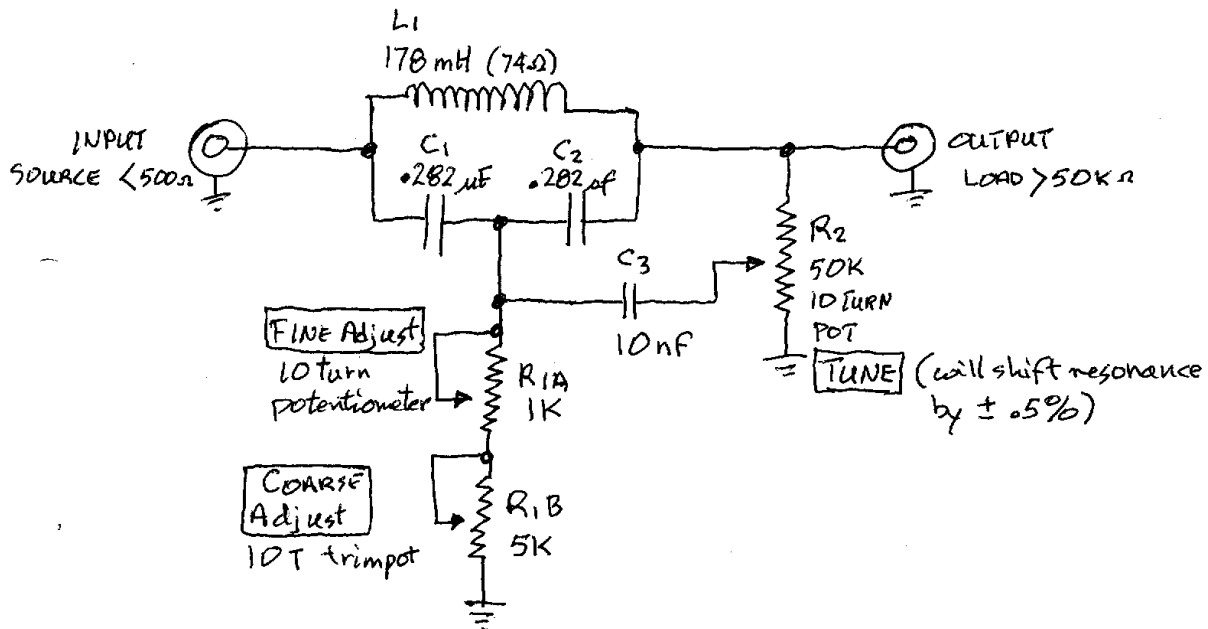 L1
178 mH (74Ω)
INPUT
SOURCE <500Ω
C1
.282 µF
C2
.282 µf
OUTPUT
LOAD >50KΩ
R2
50K
10 TURN
POT
TUNE (will shift resonance
by ± .5%)
C3
10nf
FINE Adjust
10 turn
potentiometer
R1A
1K
COARSE
Adjust
10T trimpot
R1B
5K